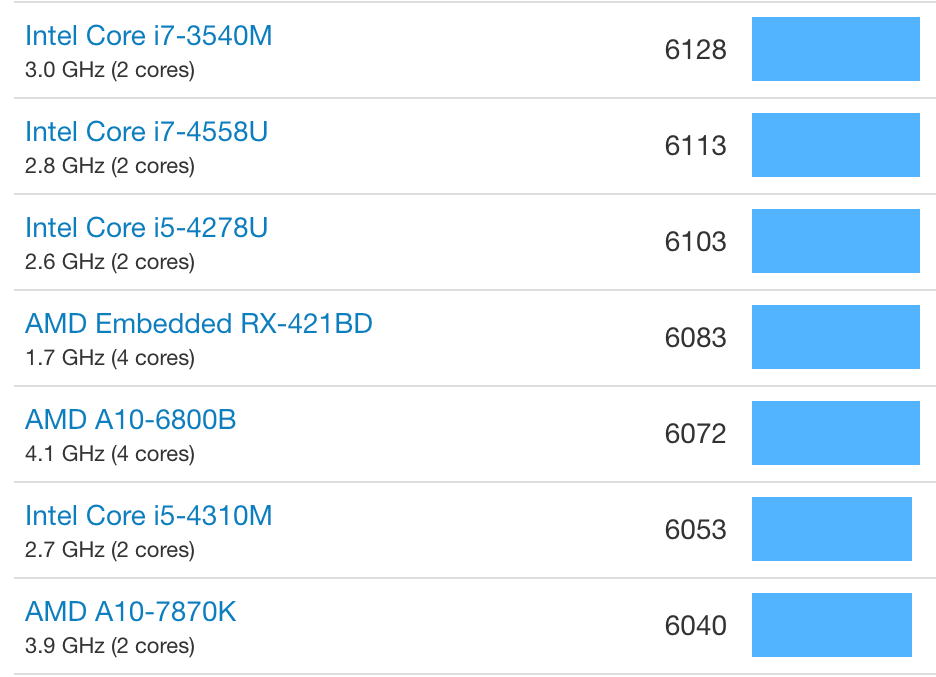 Intel Core i7-3540M
3.0 GHz (2 cores)
6128
Intel Core i7-4558U
2.8 GHz (2 cores)
6113
Intel Core i5-4278U
2.6 GHz (2 cores)
6103
AMD Embedded RX-421BD
1.7 GHz (4 cores)
6083
AMD A10-6800B
4.1 GHz (4 cores)
6072
Intel Core i5-4310M
2.7 GHz (2 cores)
6053
AMD A10-7870K
3.9 GHz (2 cores)
6040